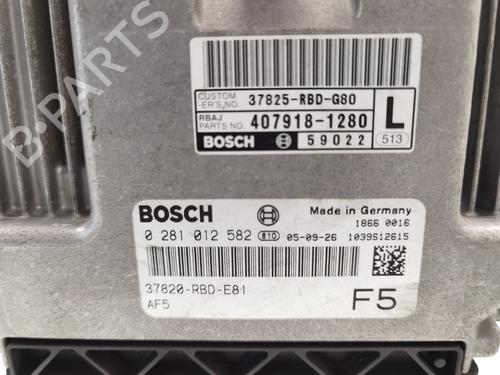 B-PARTS
CUSTOM -ER'S.NO. 37825-RBD-G80
RBAJ PARTS NO. 407918-1280 L
BOSCH 59022 513
BOSCH Made in Germany
1866 0016
0 281 012 582 810 05-09-26 1039S12615
37820-RBD-E81
AF5 F5